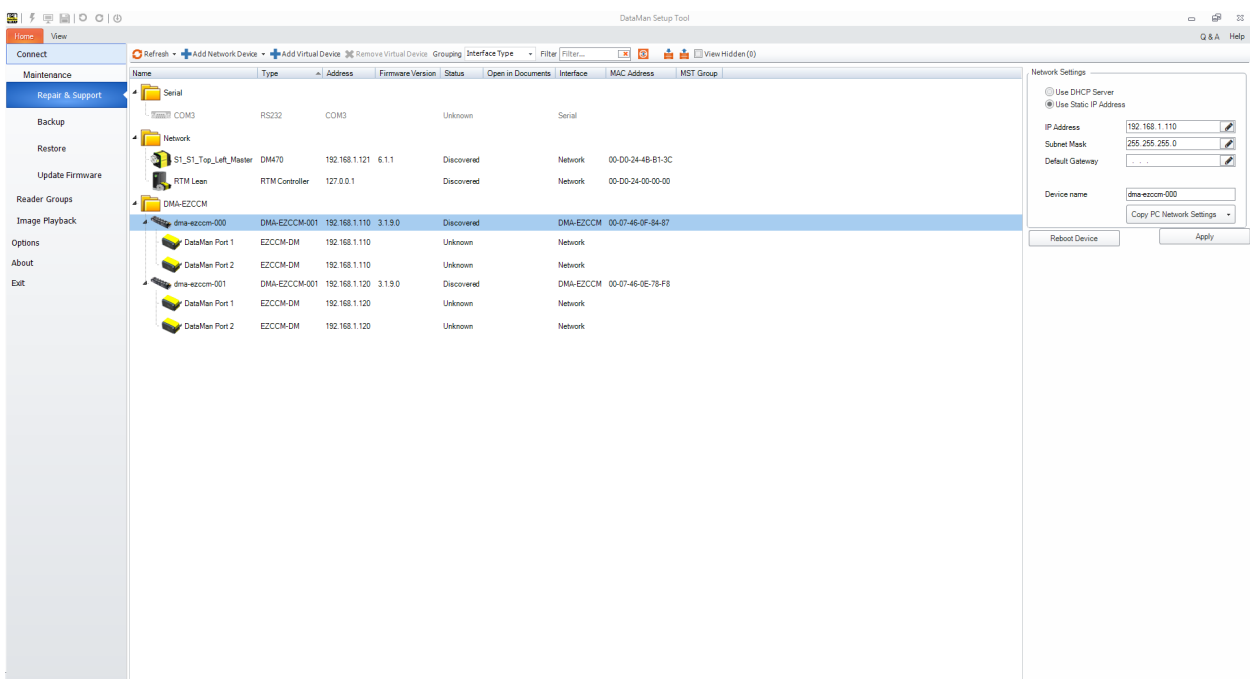 DataMan Setup Tool
Home View Q & A Help
Connect
Maintenance
Repair & Support
Backup
Restore
Update Firmware
Reader Groups
Image Playback
Options
About
Exit
Refresh Add Network Device Add Virtual Device Remove Virtual Device Grouping Interface Type Filter Filter... View Hidden (0)
Name Type Address Firmware Version Status Open in Documents Interface MAC Address MST Group
Serial
COM3 RS232 COM3 Unknown Serial
Network
S1_S1_Top_Left_Master DM470 192.168.1.121 6.1.1 Discovered Network 00-D0-24-4B-B1-3C
RTM Lean RTM Controller 127.0.0.1 Discovered Network 00-D0-24-00-00-00
DMA-EZCCM
dma-ezccm-000 DMA-EZCCM-001 192.168.1.110 3.1.9.0 Discovered DMA-EZCCM 00-07-46-0F-84-87
DataMan Port 1 EZCCM-DM 192.168.1.110 Unknown Network
DataMan Port 2 EZCCM-DM 192.168.1.110 Unknown Network
dma-ezccm-001 DMA-EZCCM-001 192.168.1.120 3.1.9.0 Discovered DMA-EZCCM 00-07-46-0E-78-F8
DataMan Port 1 EZCCM-DM 192.168.1.120 Unknown Network
DataMan Port 2 EZCCM-DM 192.168.1.120 Unknown Network
Network Settings
Use DHCP Server
Use Static IP Address
IP Address 192.168.1.110
Subnet Mask 255.255.255.0
Default Gateway . . .
Device name dma-ezccm-000
Copy PC Network Settings
Reboot Device Apply